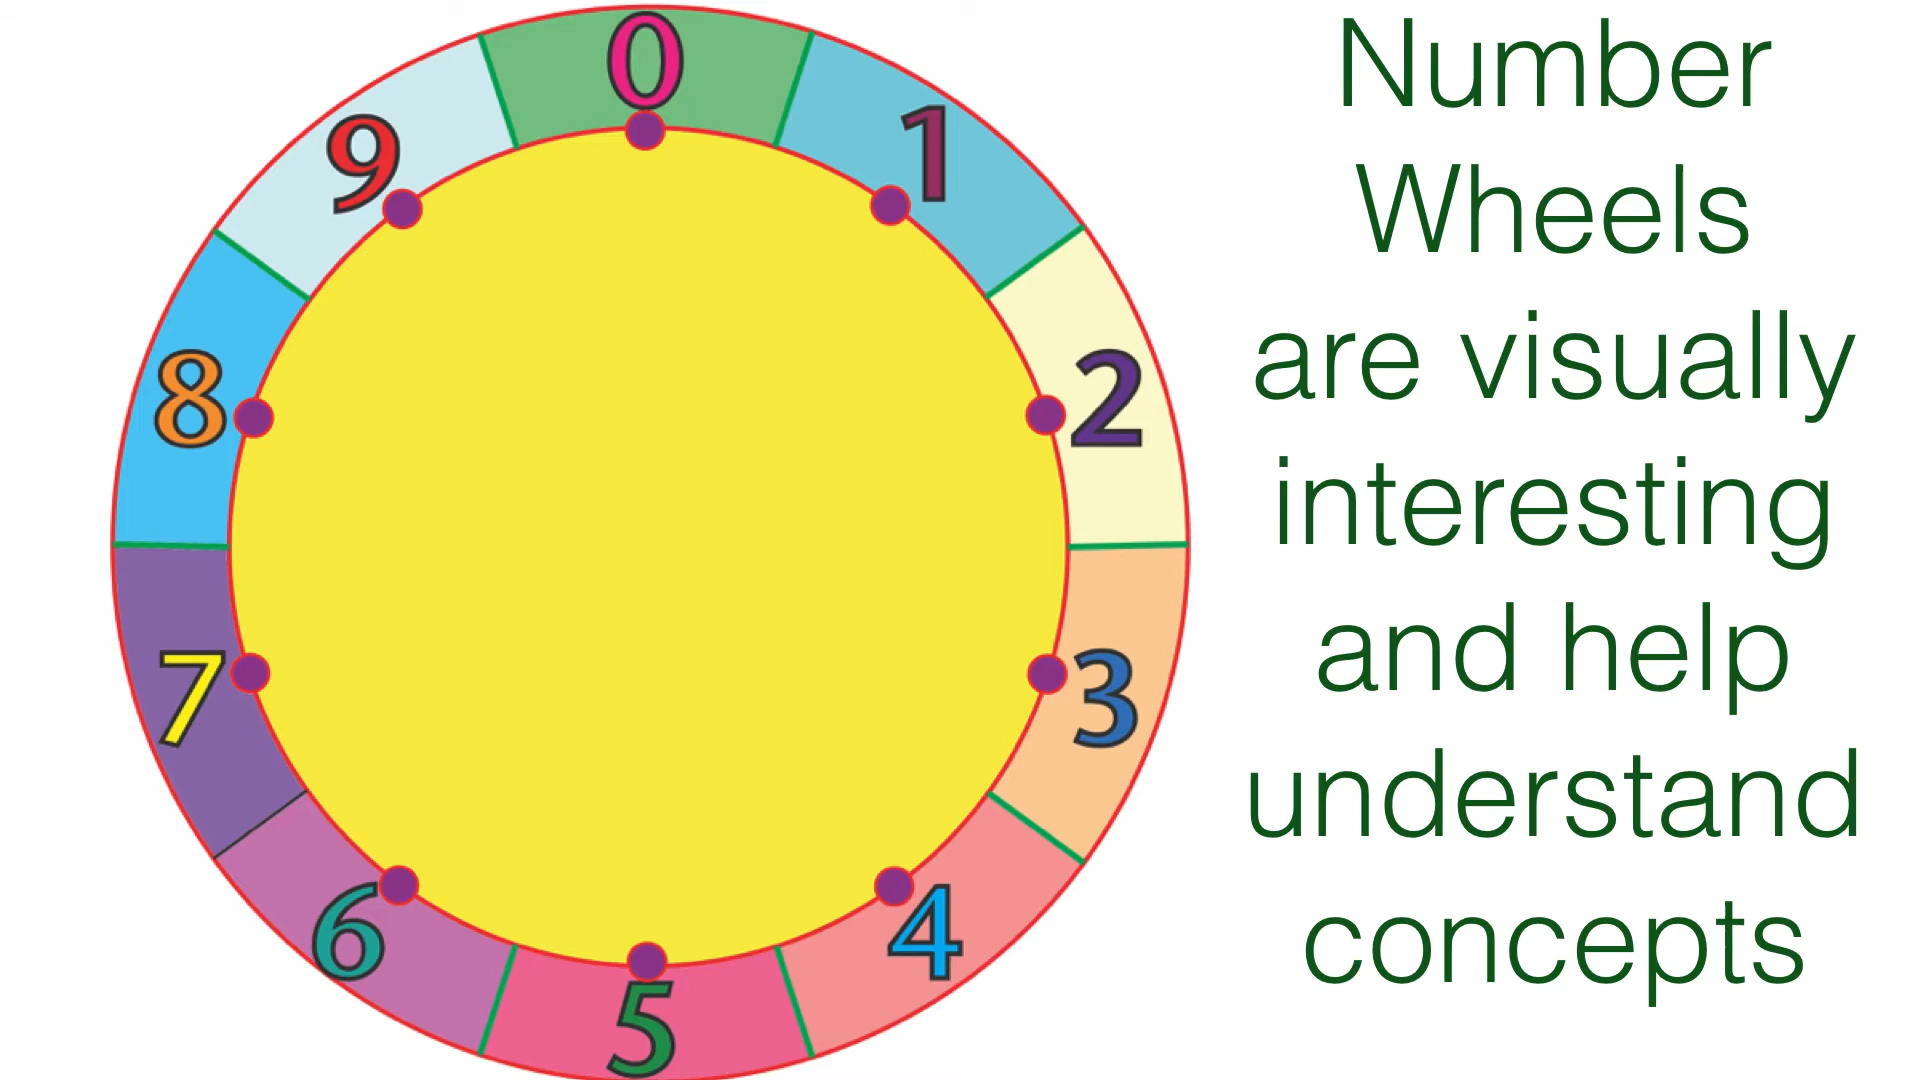 0
1
2
3
4
5
6
7
8
9
Number
Wheels
are visually
interesting
and help
understand
concepts